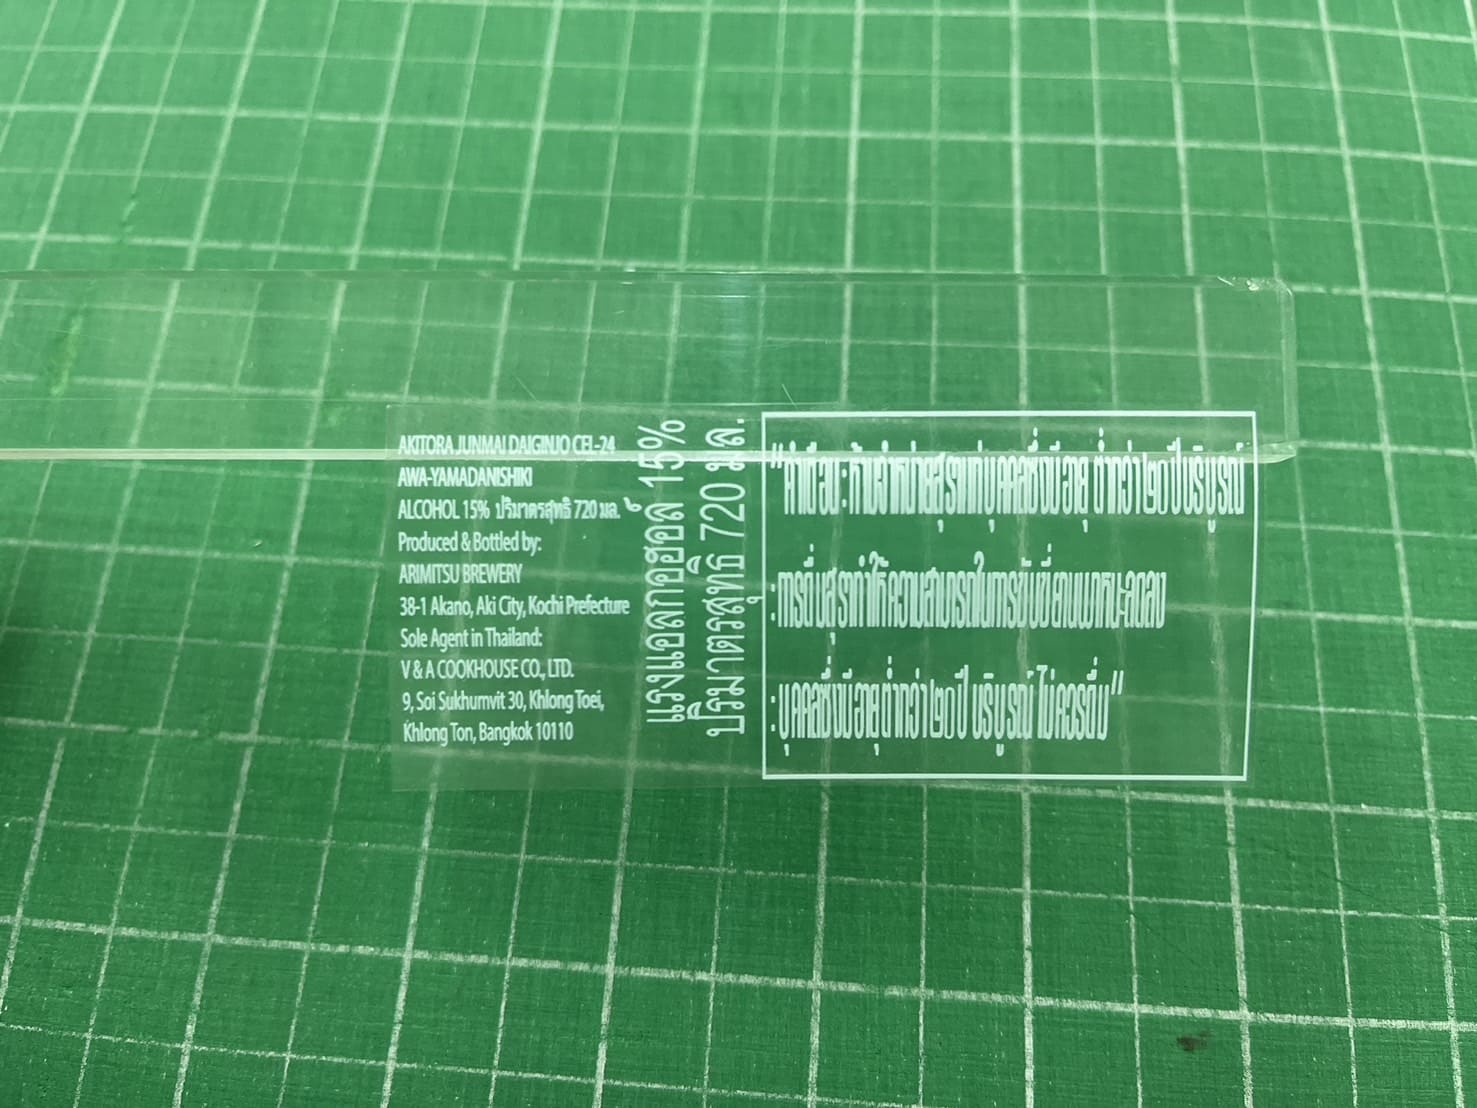 AKITORA JUNMAI DAIGINJO CEL-24
AWA-YAMADANISHIKI
ALCOHOL 15% ปริมาตรสุทธิ 720 มล.
Produced & Bottled by:
ARIMITSU BREWERY
38-1 Akano, Aki City, Kochi Prefecture
Sole Agent in Thailand:
V & A COOKHOUSE CO., LTD.
9, Soi Sukhumvit 30, Khlong Toei,
Khlong Ton, Bangkok 10110
แรงแอลกอฮอล์ 15%
ปริมาตรสุทธิ 720 มล.
"คำเตือน : ห้ามจำหน่ายสุราแก่บุคคลซึ่งมีอายุ ต่ำกว่า ๒๐ ปีบริบูรณ์
: การดื่มสุราทำให้ความสามารถในการขับขี่ยานพาหนะลดลง
: บุคคลซึ่งมีอายุต่ำกว่า ๒๐ ปี บริบูรณ์ ไม่ควรดื่ม"